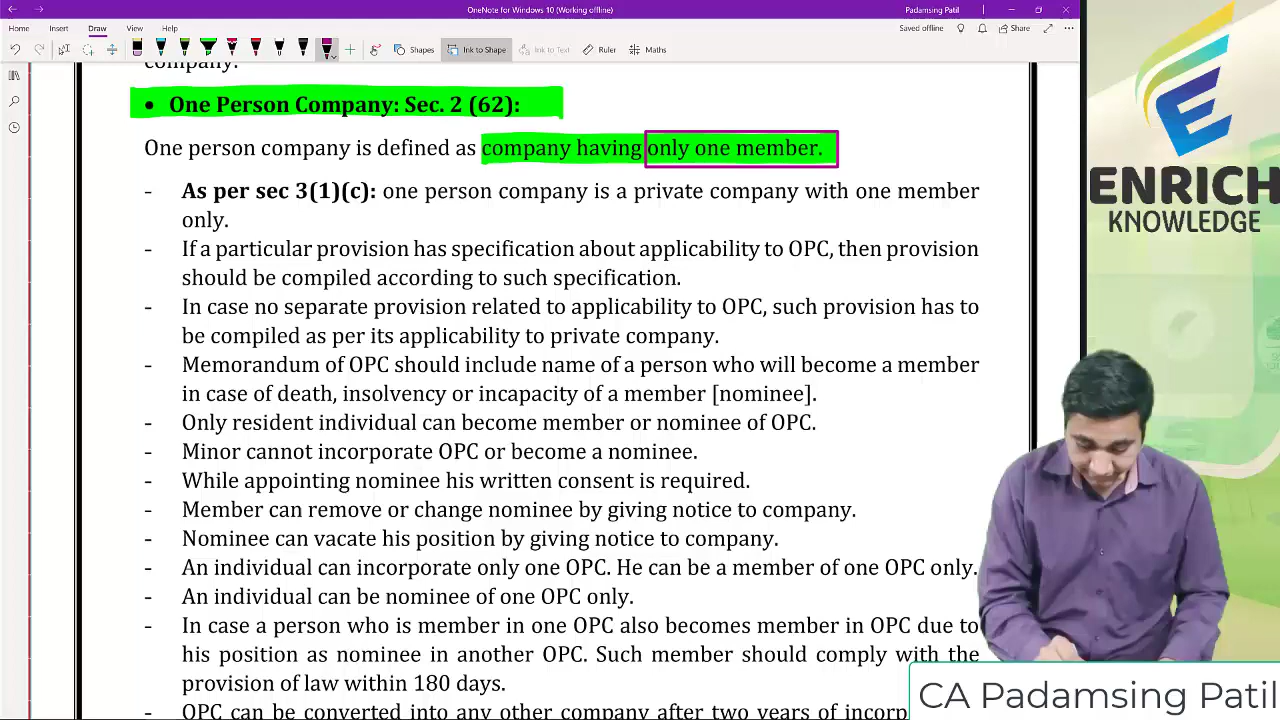 OneNote for Windows 10 (Working offline)
Padamsing Patil
Home Insert Draw View Help
Saved offline Share
Shapes Ink to Shape Ink to Text Ruler Maths
company.
• One Person Company: Sec. 2 (62):
One person company is defined as company having only one member.
- As per sec 3(1)(c): one person company is a private company with one member
only.
- If a particular provision has specification about applicability to OPC, then provision
should be compiled according to such specification.
- In case no separate provision related to applicability to OPC, such provision has to
be compiled as per its applicability to private company.
- Memorandum of OPC should include name of a person who will become a member
in case of death, insolvency or incapacity of a member [nominee].
- Only resident individual can become member or nominee of OPC.
- Minor cannot incorporate OPC or become a nominee.
- While appointing nominee his written consent is required.
- Member can remove or change nominee by giving notice to company.
- Nominee can vacate his position by giving notice to company.
- An individual can incorporate only one OPC. He can be a member of one OPC only.
- An individual can be nominee of one OPC only.
- In case a person who is member in one OPC also becomes member in OPC due to
his position as nominee in another OPC. Such member should comply with the
provision of law within 180 days.
- OPC can be converted into any other company after two years of incorp
ENRICH
KNOWLEDGE
CA Padamsing Patil